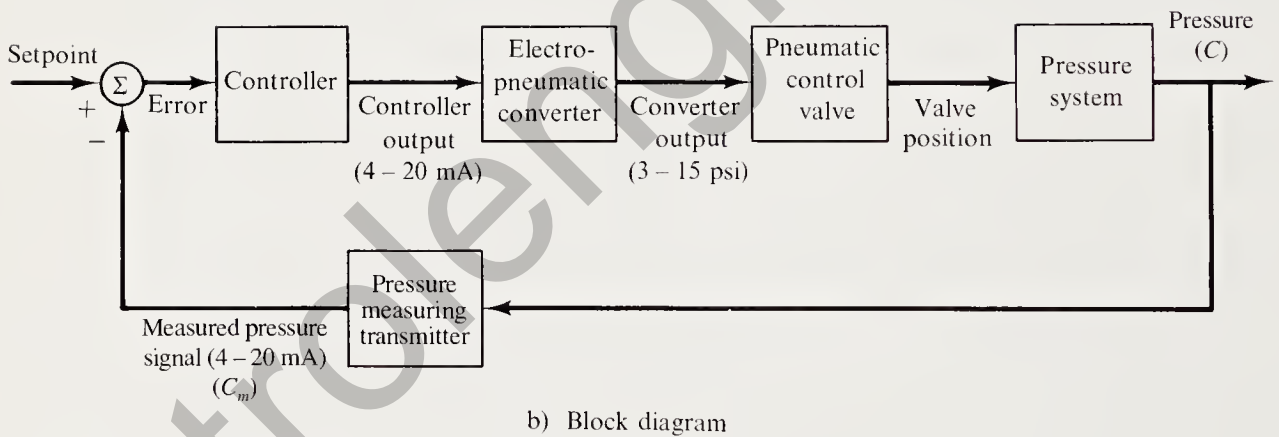 Setpoint
+
−
Σ
Error
Controller
Controller
output
(4 – 20 mA)
Electro-
pneumatic
converter
Converter
output
(3 – 15 psi)
Pneumatic
control
valve
Valve
position
Pressure
system
Pressure
(C)
Pressure
measuring
transmitter
Measured pressure
signal (4 – 20 mA)
(Cm)
b) Block diagram
trolengi